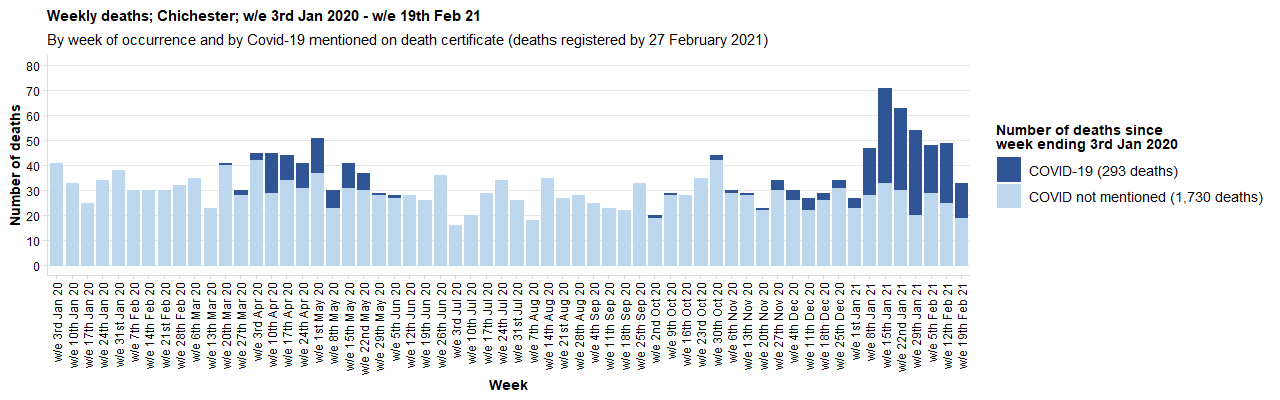 Weekly deaths; Chichester; w/e 3rd Jan 2020 - w/e 19th Feb 21
By week of occurrence and by Covid-19 mentioned on death certificate (deaths registered by 27 February 2021)
Number of deaths
80
70
60
50
40
30
20
10
0
w/e 3rd Jan 20
w/e 10th Jan 20
w/e 17th Jan 20
w/e 24th Jan 20
w/e 31st Jan 20
w/e 7th Feb 20
w/e 14th Feb 20
w/e 21st Feb 20
w/e 28th Feb 20
w/e 6th Mar 20
w/e 13th Mar 20
w/e 20th Mar 20
w/e 27th Mar 20
w/e 3rd Apr 20
w/e 10th Apr 20
w/e 17th Apr 20
w/e 24th Apr 20
w/e 1st May 20
w/e 8th May 20
w/e 15th May 20
w/e 22nd May 20
w/e 29th May 20
w/e 5th Jun 20
w/e 12th Jun 20
w/e 19th Jun 20
w/e 26th Jun 20
w/e 3rd Jul 20
w/e 10th Jul 20
w/e 17th Jul 20
w/e 24th Jul 20
w/e 31st Jul 20
w/e 7th Aug 20
w/e 14th Aug 20
w/e 21st Aug 20
w/e 28th Aug 20
w/e 4th Sep 20
w/e 11th Sep 20
w/e 18th Sep 20
w/e 25th Sep 20
w/e 2nd Oct 20
w/e 9th Oct 20
w/e 16th Oct 20
w/e 23rd Oct 20
w/e 30th Oct 20
w/e 6th Nov 20
w/e 13th Nov 20
w/e 20th Nov 20
w/e 27th Nov 20
w/e 4th Dec 20
w/e 11th Dec 20
w/e 18th Dec 20
w/e 25th Dec 20
w/e 1st Jan 21
w/e 8th Jan 21
w/e 15th Jan 21
w/e 22nd Jan 21
w/e 29th Jan 21
w/e 5th Feb 21
w/e 12th Feb 21
w/e 19th Feb 21
Week
Number of deaths since
week ending 3rd Jan 2020
COVID-19 (293 deaths)
COVID not mentioned (1,730 deaths)